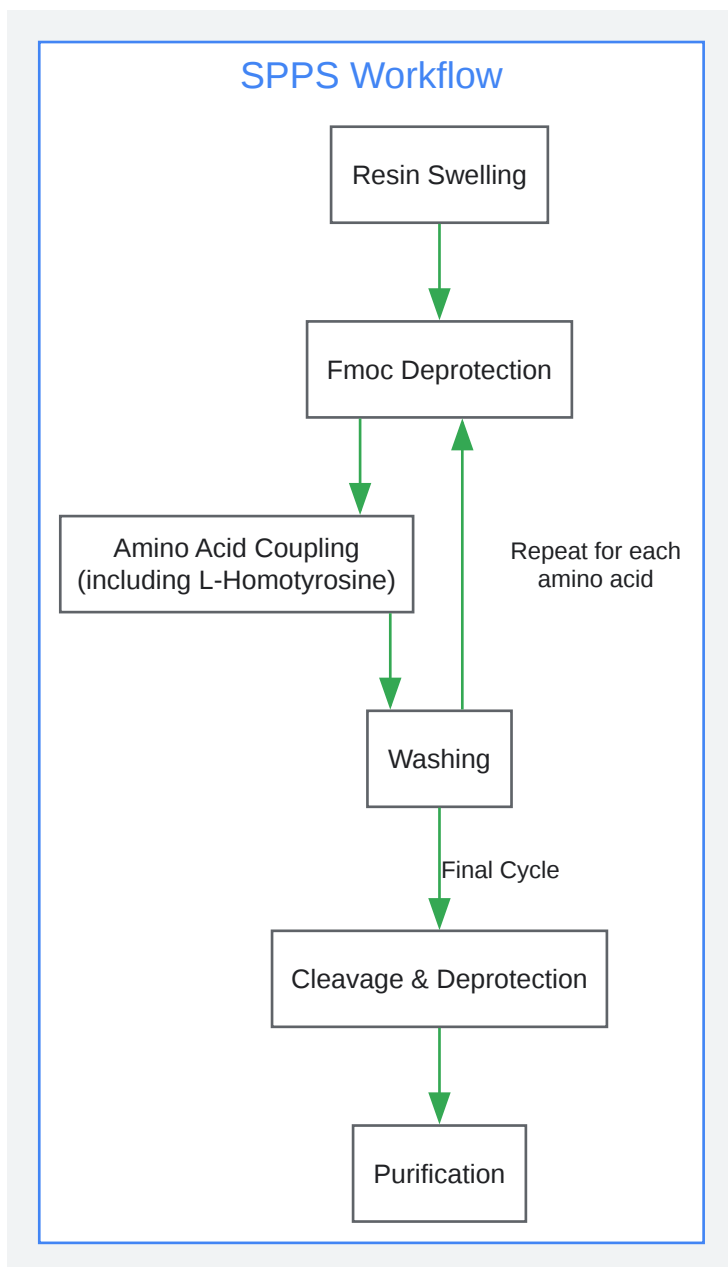 SPPS Workflow
Resin Swelling
Fmoc Deprotection
Amino Acid Coupling
(including L-Homotyrosine)
Repeat for each
amino acid
Washing
Final Cycle
Cleavage & Deprotection
Purification